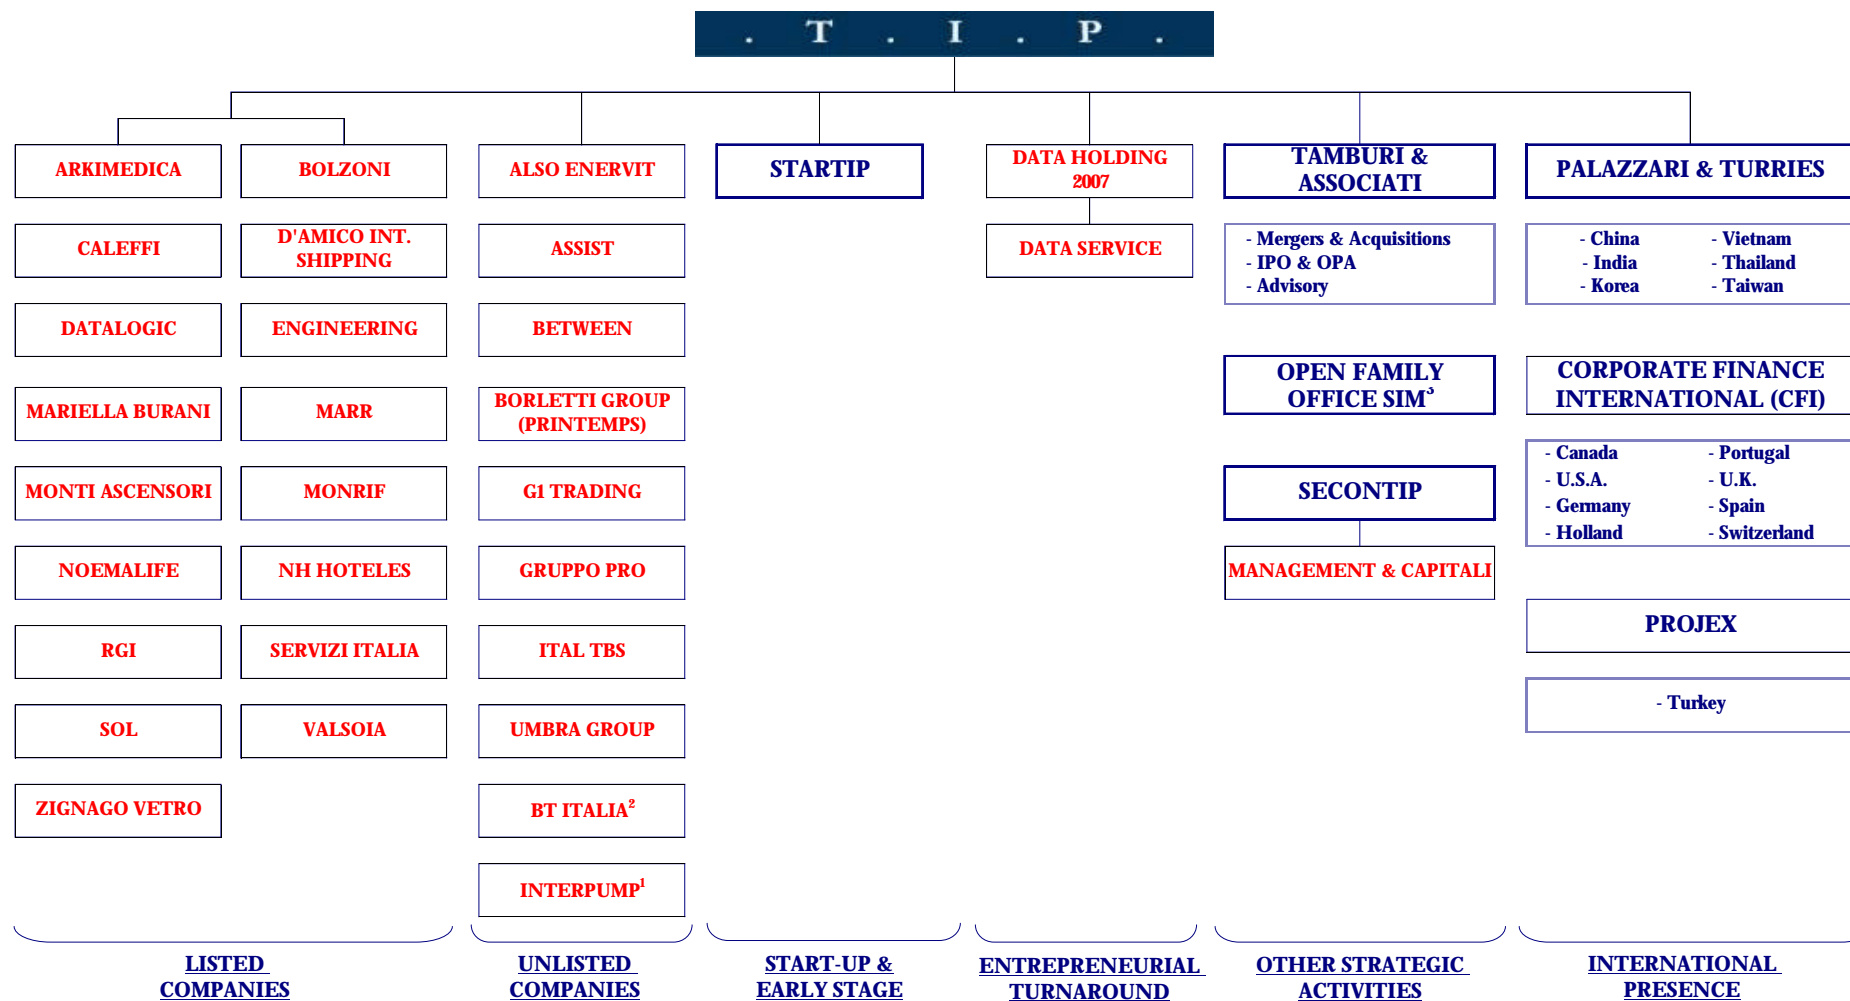 . T . I . P .
ARKIMEDICA
CALEFFI
DATALOGIC
MARIELLA BURANI
MONTI ASCENSORI
NOEMALIFE
RGI
SOL
ZIGNAGO VETRO
BOLZONI
D'AMICO INT.
SHIPPING
ENGINEERING
MARR
MONRIF
NH HOTELES
SERVIZI ITALIA
VALSOIA
LISTED
COMPANIES
ALSO ENERVIT
ASSIST
BETWEEN
BORLETTI GROUP
(PRINTEMPS)
G1 TRADING
GRUPPO PRO
ITAL TBS
UMBRA GROUP
BT ITALIA²
INTERPUMP¹
UNLISTED
COMPANIES
STARTIP
START-UP &
EARLY STAGE
DATA HOLDING
2007
DATA SERVICE
ENTREPRENEURIAL
TURNAROUND
TAMBURI &
ASSOCIATI
- Mergers & Acquisitions
- IPO & OPA
- Advisory
OPEN FAMILY
OFFICE SIM³
SECONTIP
MANAGEMENT & CAPITALI
OTHER STRATEGIC
ACTIVITIES
PALAZZARI & TURRIES
- China - Vietnam
- India - Thailand
- Korea - Taiwan
CORPORATE FINANCE
INTERNATIONAL (CFI)
- Canada - Portugal
- U.S.A. - U.K.
- Germany - Spain
- Holland - Switzerland
PROJEX
- Turkey
INTERNATIONAL
PRESENCE